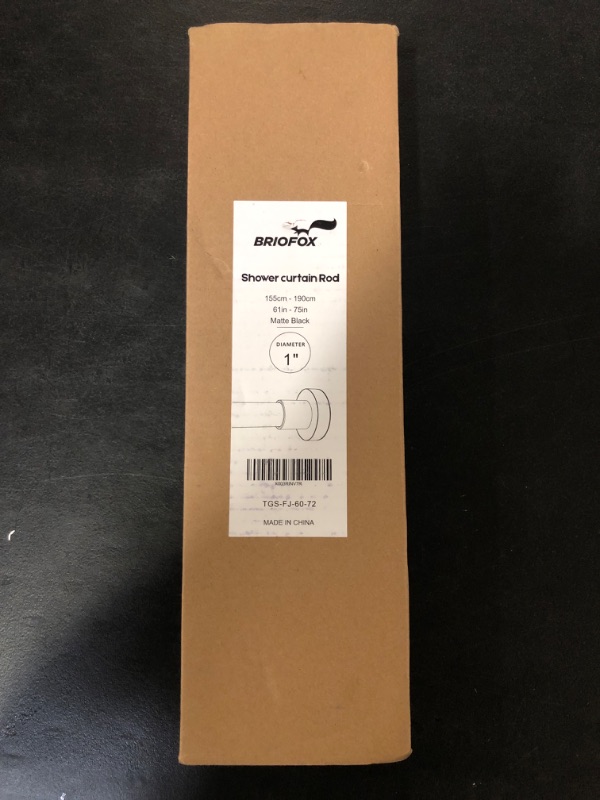 BRIOFOX
Shower curtain Rod
155cm - 190cm
61in - 75in
Matte Black
DIAMETER
1"
TGS-FJ-60-72
MADE IN CHINA